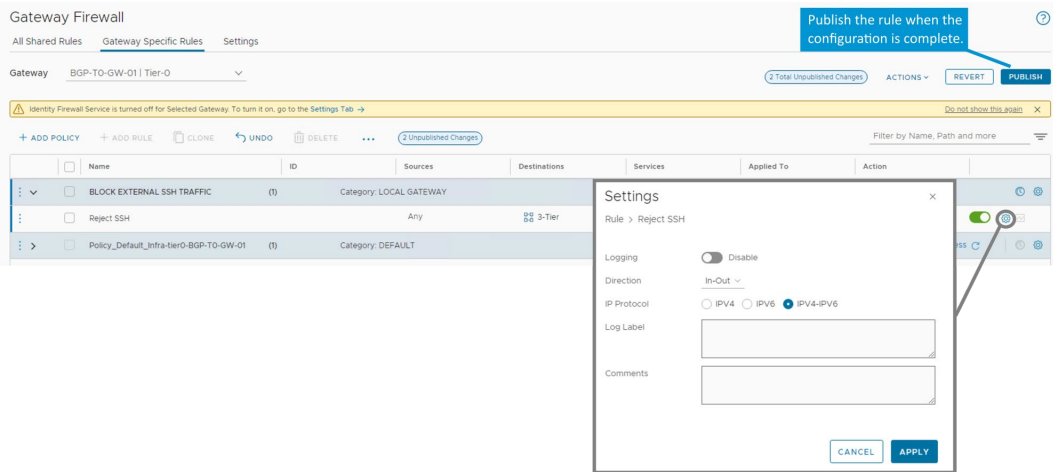 Gateway Firewall
Publish the rule when the
configuration is complete.
All Shared Rules Gateway Specific Rules Settings
Gateway BGP-T0-GW-01 | Tier-0 2 Total Unpublished Changes ACTIONS REVERT PUBLISH
Identity Firewall Service is turned off for Selected Gateway. To turn it on, go to the Settings Tab → Do not show this again X
+ ADD POLICY + ADD RULE CLONE UNDO DELETE ... 2 Unpublished Changes Filter by Name, Path and more
Name ID Sources Destinations Services Applied To Action
BLOCK EXTERNAL SSH TRAFFIC (1) Category: LOCAL GATEWAY
Reject SSH Any 3-Tier
Policy_Default_Infra-tier0-BGP-T0-GW-01 (1) Category: DEFAULT
Settings ×
Rule > Reject SSH
Logging Disable
Direction In-Out
IP Protocol IPV4 IPV6 IPV4-IPV6
Log Label
Comments
CANCEL APPLY